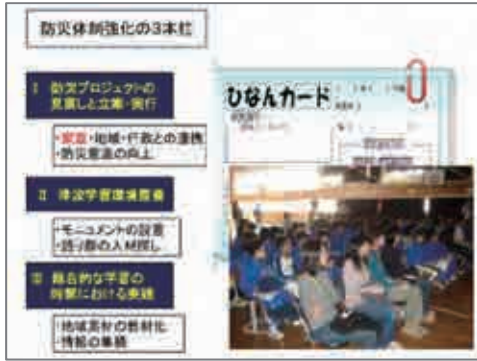 防災体制強化の3本柱
Ⅰ 防災プロジェクトの
見直しと立案・実行
・家庭・地域・行政との連携
・防災意識の向上
Ⅱ 津波学習環境整備
・モニュメントの設置
・語り部の人材探し
Ⅲ 総合的な学習の
時間における実践
・地域素材の教材化
・情報の集積
ひなんカード